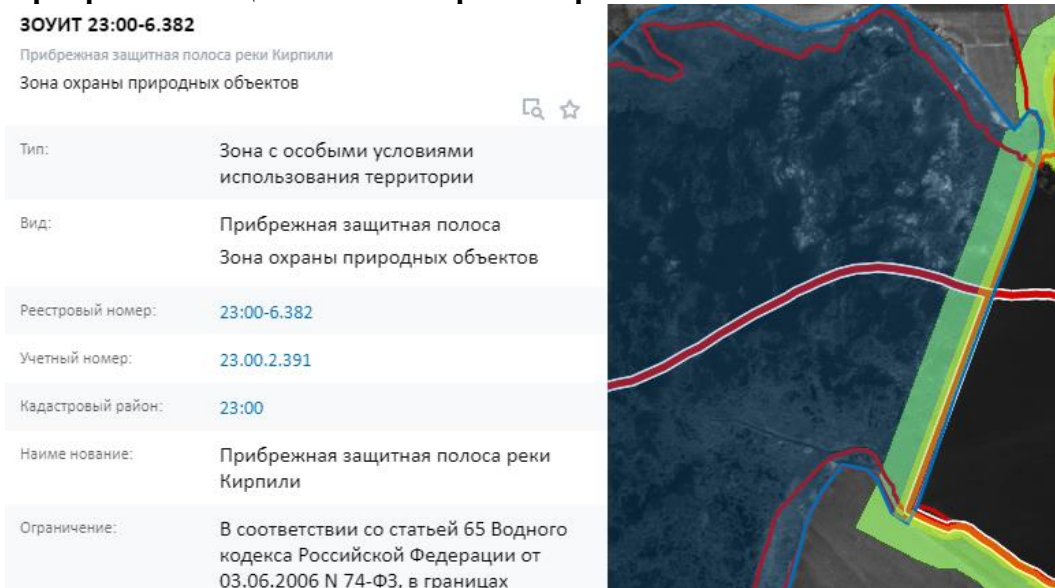 ЗОУИТ 23:00-6.382
Прибрежная защитная полоса реки Кирпили
Зона охраны природных объектов
Тип:
Зона с особыми условиями
использования территории
Вид:
Прибрежная защитная полоса
Зона охраны природных объектов
Реестровый номер:
23:00-6.382
Учетный номер:
23.00.2.391
Кадастровый район:
23:00
Наиме нование:
Прибрежная защитная полоса реки
Кирпили
Ограничение:
В соответствии со статьей 65 Водного
кодекса Российской Федерации от
03.06.2006 N 74-ФЗ, в границах